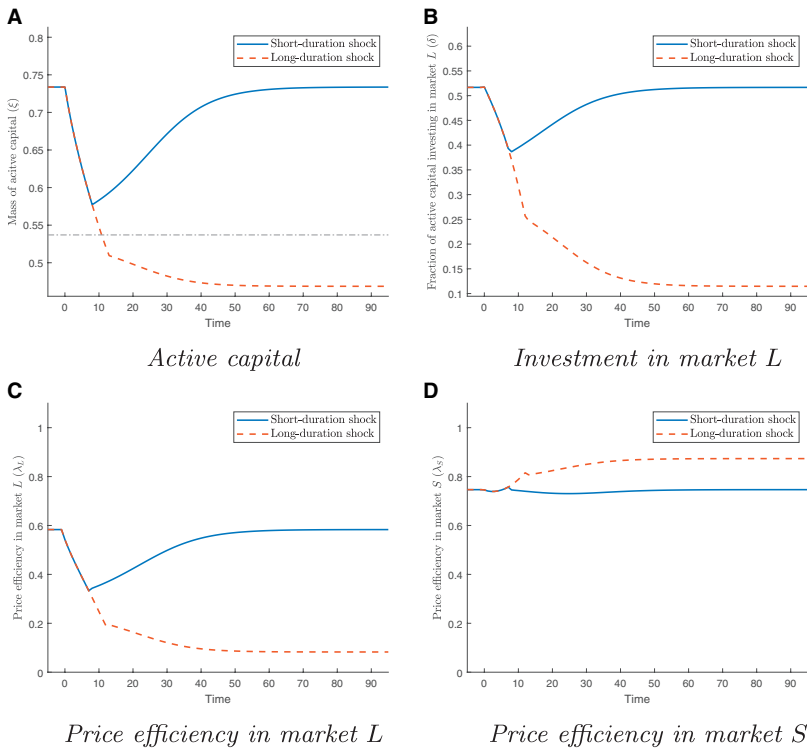 A
Mass of acitve capital (ξ)
0.8
0.75
0.7
0.65
0.6
0.55
0.5
Short-duration shock
Long-duration shock
0 10 20 30 40 50 60 70 80 90
Time
Active capital
B
Fraction of active capital investing in market L (δ)
0.6
0.55
0.5
0.45
0.4
0.35
0.3
0.25
0.2
0.15
0.1
Short-duration shock
Long-duration shock
0 10 20 30 40 50 60 70 80 90
Time
Investment in market L
C
Price efficiency in market L (λL)
1
0.8
0.6
0.4
0.2
0
Short-duration shock
Long-duration shock
0 10 20 30 40 50 60 70 80 90
Time
Price efficiency in market L
D
Price efficiency in market S (λS)
1
0.8
0.6
0.4
0.2
0
Short-duration shock
Long-duration shock
0 10 20 30 40 50 60 70 80 90
Time
Price efficiency in market S